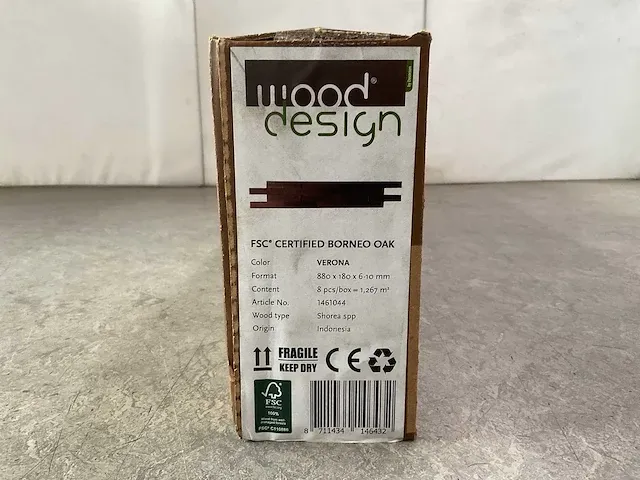 wood®
design
FSC® CERTIFIED BORNEO OAK
Color VERONA
Format 880 x 180 x 6-10 mm
Content 8 pcs/box = 1,267 m²
Article No. 1461044
Wood type Shorea spp
Origin Indonesia
FRAGILE
KEEP DRY
CE
FSC
100%
8 711434 146432